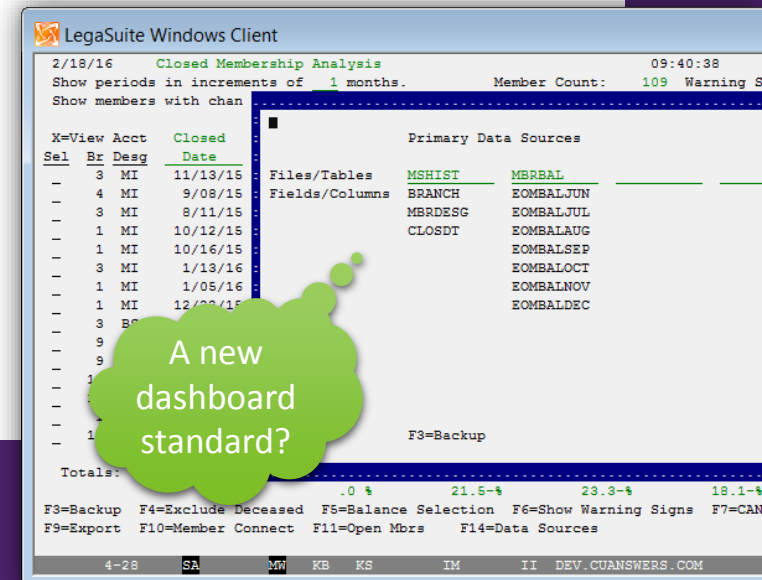 LegaSuite Windows Client
2/18/16 Closed Membership Analysis 09:40:38
Show periods in increments of 1 months. Member Count: 109 Warning S
Show members with chan
X=View Acct Closed Primary Data Sources
Sel Br Desg Date
3 MI 11/13/15 Files/Tables MSHIST MBRBAL
4 MI 9/08/15 Fields/Columns BRANCH EOMBALJUN
3 MI 8/11/15 MBRDESG EOMBALJUL
1 MI 10/12/15 CLOSDT EOMBALAUG
1 MI 10/16/15 EOMBALSEP
3 MI 1/13/16 EOMBALOCT
1 MI 1/05/16 EOMBALNOV
1 MI EOMBALDEC
3
9
9
A new
dashboard
standard?
F3=Backup
Totals:
.0 % 21.5-% 23.3-% 18.1-%
F3=Backup F4=Exclude Deceased F5=Balance Selection F6=Show Warning Signs F7=CAN
F9=Export F10=Member Connect F11=Open Mbrs F14=Data Sources
4-28 SA MW KB KS IM II DEV.CUANSWERS.COM